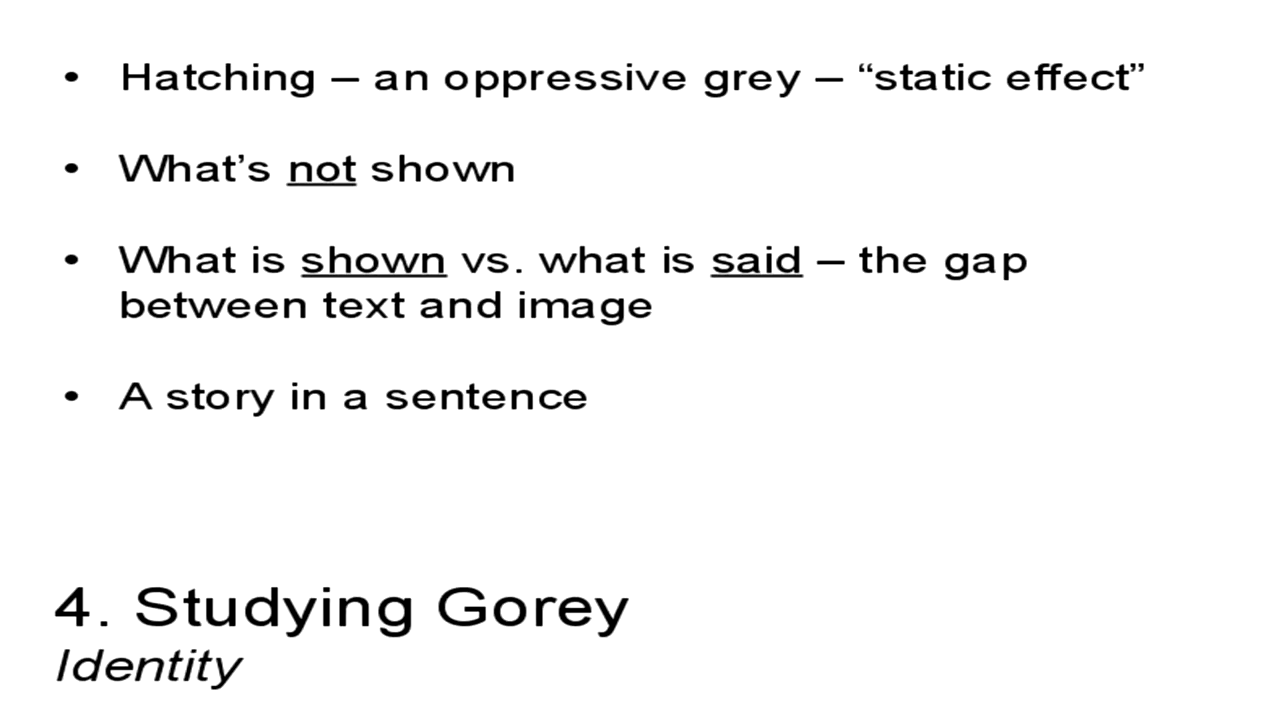 • Hatching – an oppressive grey – “static effect”
• What’s not shown
• What is shown vs. what is said – the gap
between text and image
• A story in a sentence
4. Studying Gorey
Identity